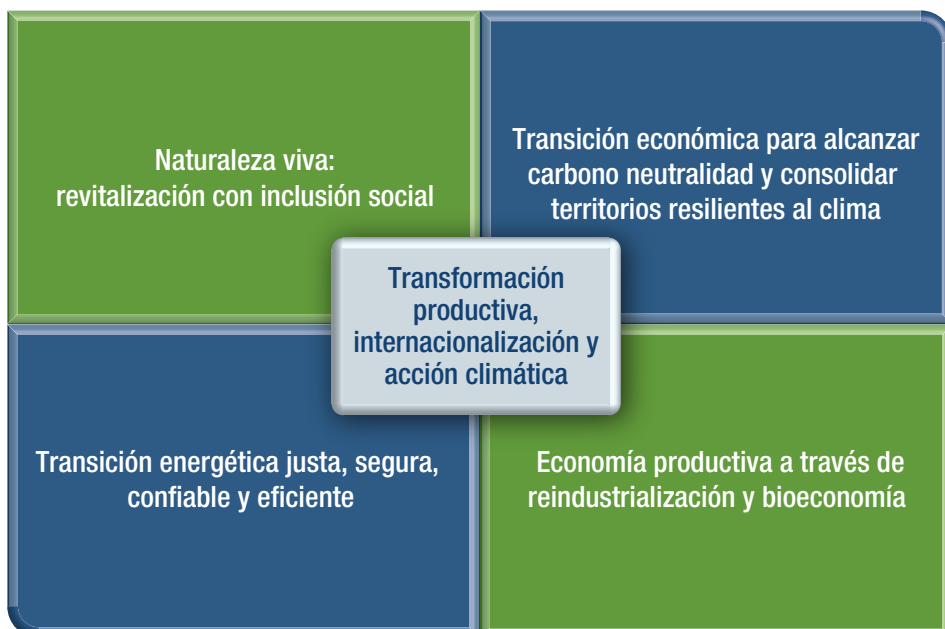 Naturaleza viva:
revitalización con inclusión social
Transición económica para alcanzar
carbono neutralidad y consolidar
territorios resilientes al clima
Transformación
productiva,
internacionalización y
acción climática
Transición energética justa, segura,
confiable y eficiente
Economía productiva a través de
reindustrialización y bioeconomía